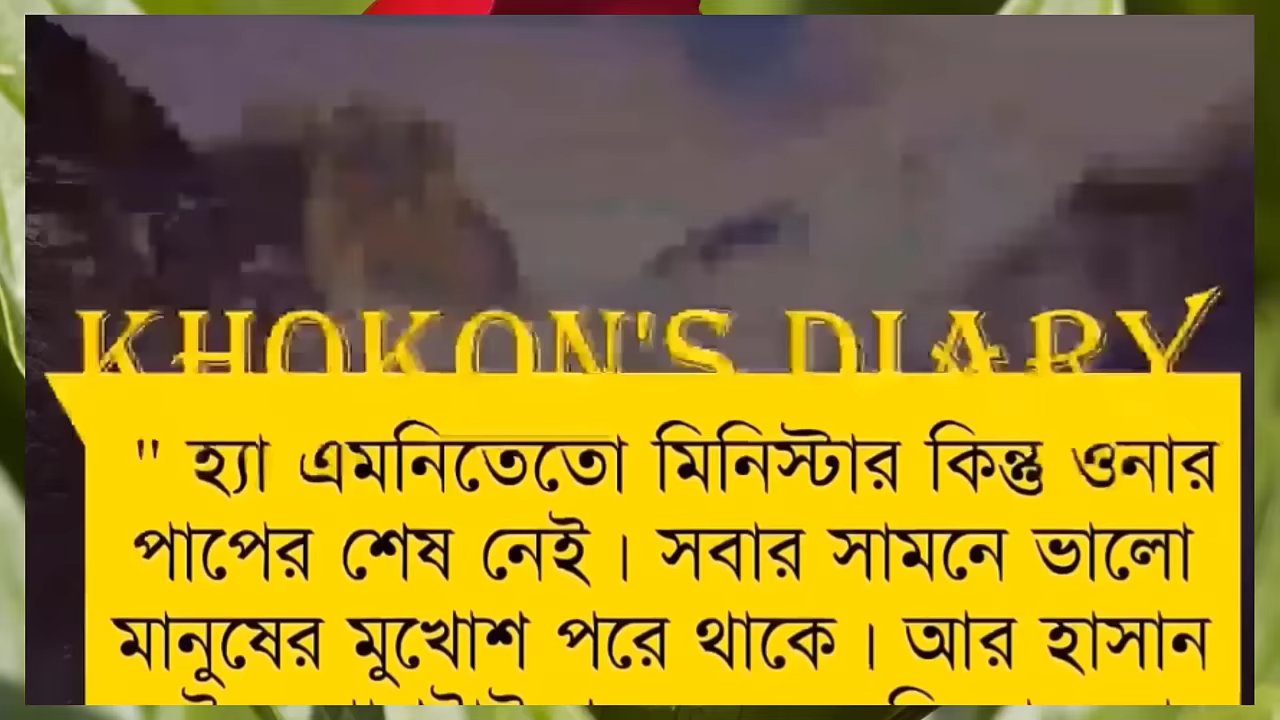 KHOKON'S DIARY
" হ্যা এমনিতেতো মিনিস্টার কিন্তু ওনার
পাপের শেষ নেই । সবার সামনে ভালো
মানুষের মুখোশ পরে থাকে । আর হাসান